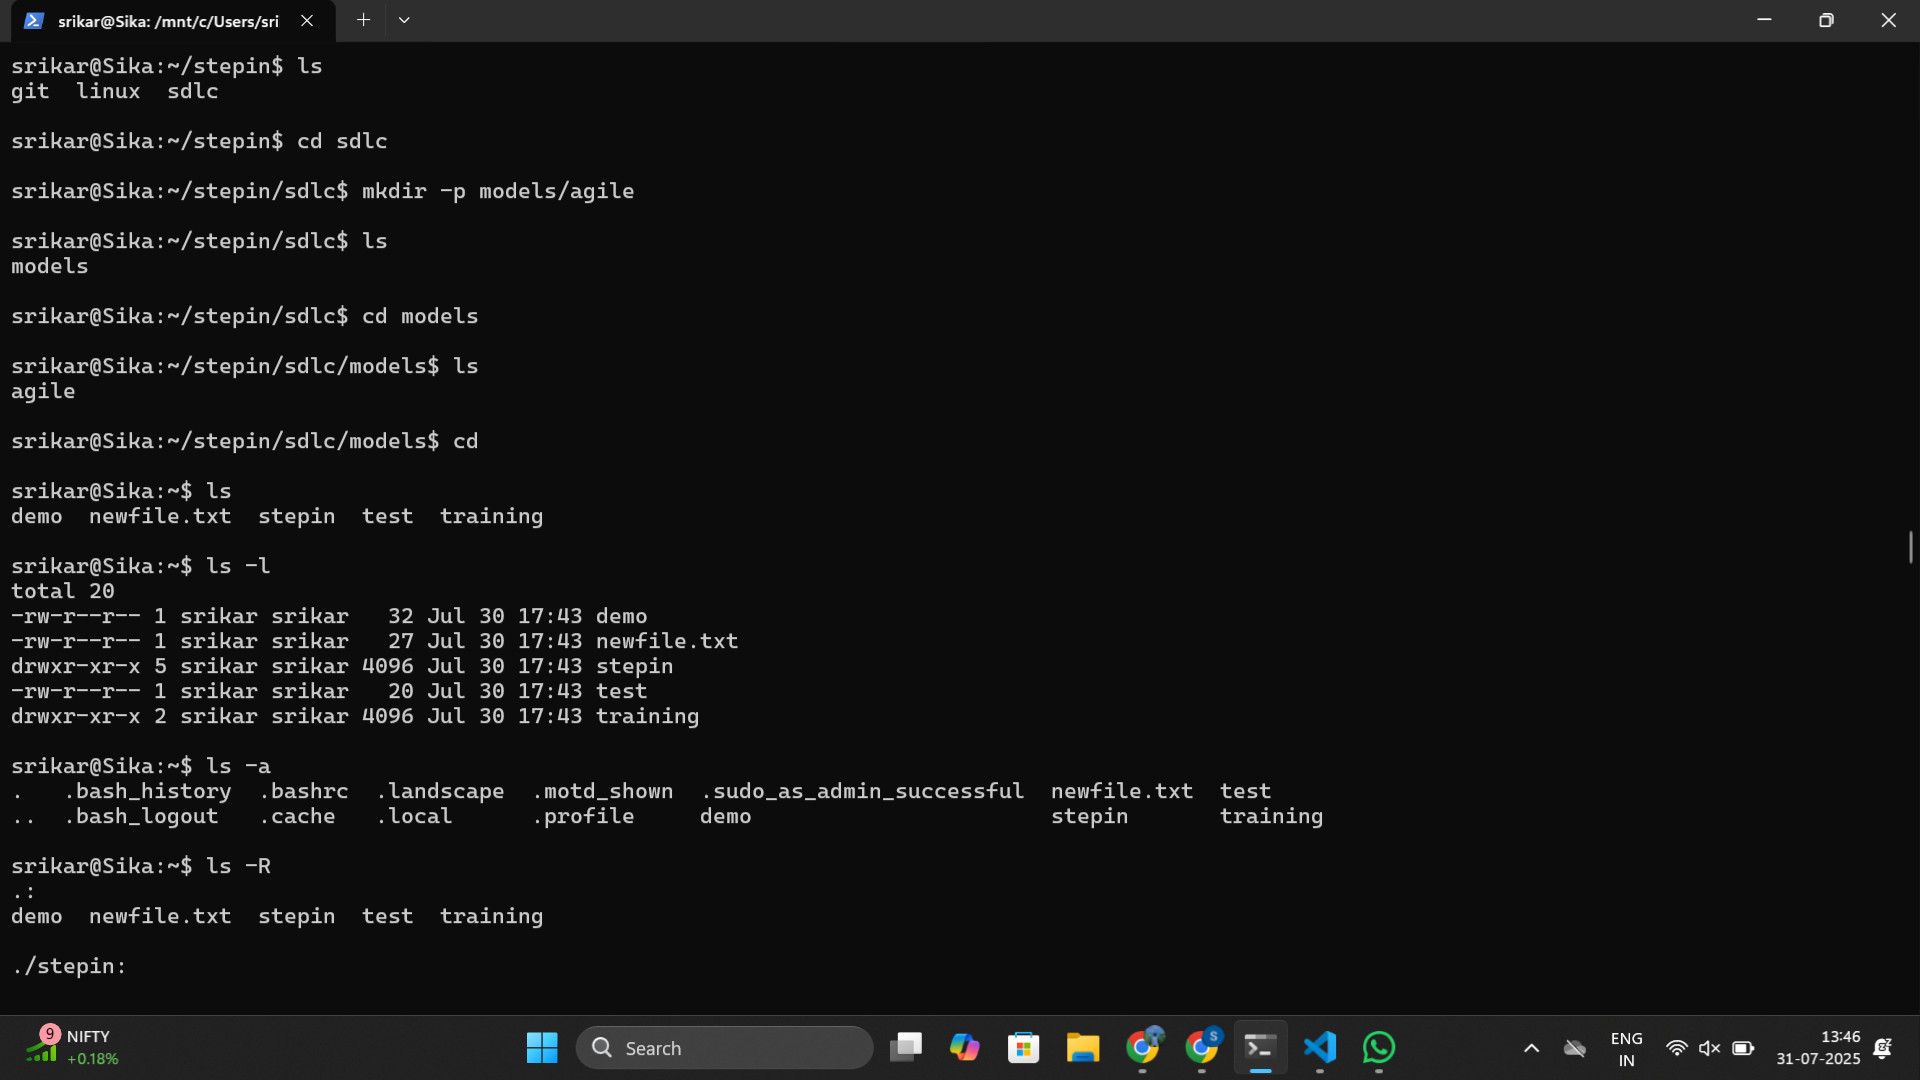 srikar@Sika: /mnt/c/Users/sri
srikar@Sika:~/stepin$ ls
git  linux  sdlc
srikar@Sika:~/stepin$ cd sdlc
srikar@Sika:~/stepin/sdlc$ mkdir -p models/agile
srikar@Sika:~/stepin/sdlc$ ls
models
srikar@Sika:~/stepin/sdlc$ cd models
srikar@Sika:~/stepin/sdlc/models$ ls
agile
srikar@Sika:~/stepin/sdlc/models$ cd
srikar@Sika:~$ ls
demo  newfile.txt  stepin  test  training
srikar@Sika:~$ ls -l
total 20
-rw-r--r-- 1 srikar srikar   32 Jul 30 17:43 demo
-rw-r--r-- 1 srikar srikar   27 Jul 30 17:43 newfile.txt
drwxr-xr-x 5 srikar srikar 4096 Jul 30 17:43 stepin
-rw-r--r-- 1 srikar srikar   20 Jul 30 17:43 test
drwxr-xr-x 2 srikar srikar 4096 Jul 30 17:43 training
srikar@Sika:~$ ls -a
.   .bash_history  .bashrc  .landscape  .motd_shown  .sudo_as_admin_successful  newfile.txt  test
..  .bash_logout   .cache   .local      .profile     demo                       stepin       training
srikar@Sika:~$ ls -R
.:
demo  newfile.txt  stepin  test  training
./stepin:
9 NIFTY
+0.18%
Search
S
ENG
IN
13:46
31-07-2025